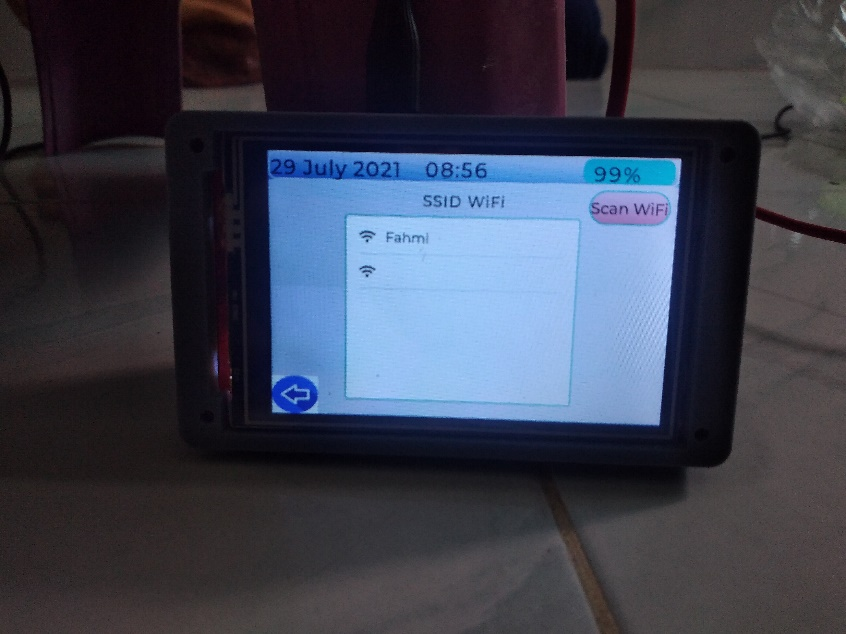 29 July 2021 08:56 99%
SSID WiFi
Scan WiFi
Fahmi